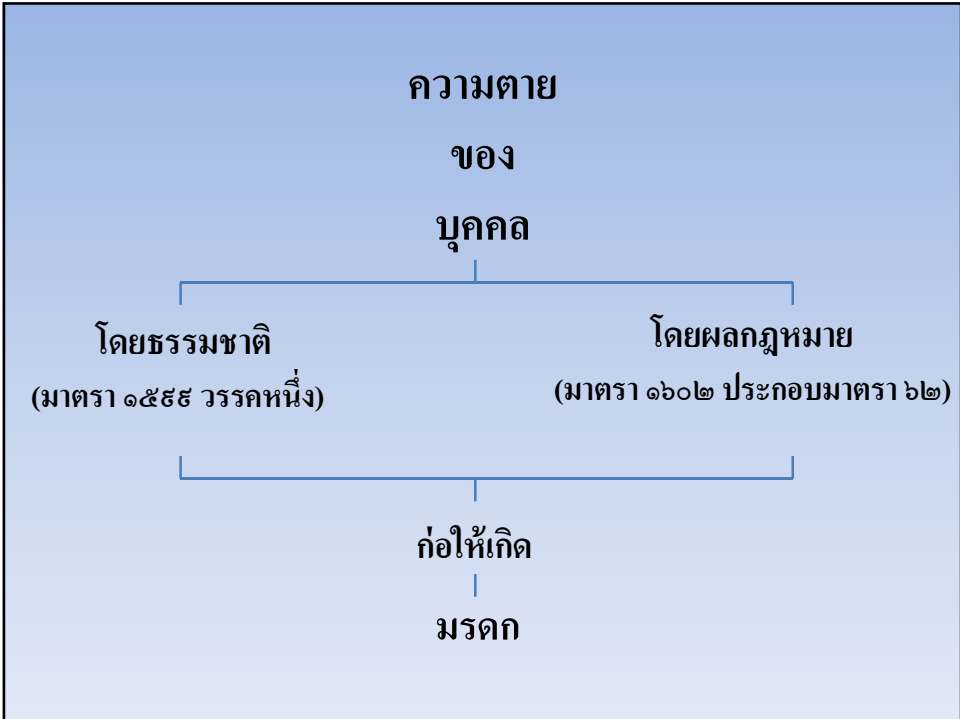 ความตาย
ของ
บุคคล
โดยธรรมชาติ
(มาตรา ๑๕๙๙ วรรคหนึ่ง)
โดยผลกฎหมาย
(มาตรา ๑๖๐๒ ประกอบมาตรา ๖๒)
ก่อให้เกิด
มรดก